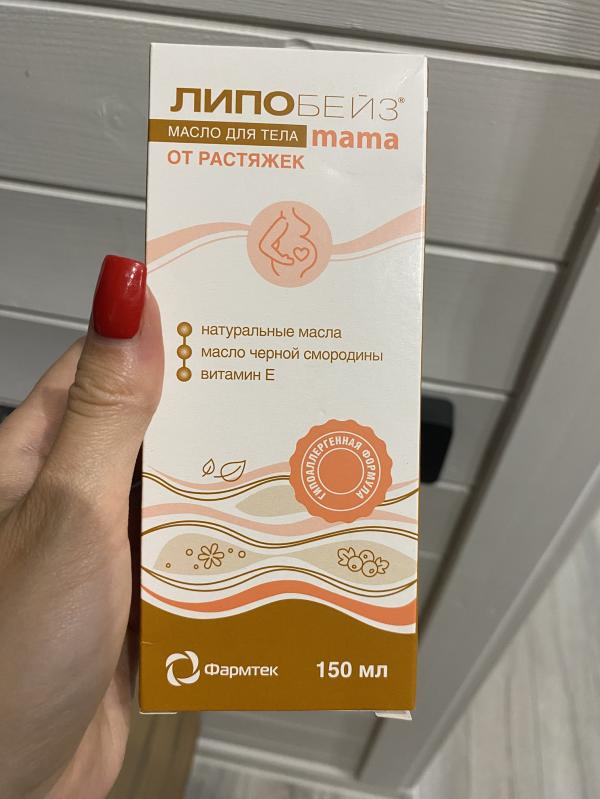 ЛИПОБЕЙЗ®
МАСЛО ДЛЯ ТЕЛА mama
ОТ РАСТЯЖЕК
натуральные масла
масло черной смородины
витамин Е
ГИПОАЛЛЕРГЕННАЯ ФОРМУЛА
Фармтек
150 мл